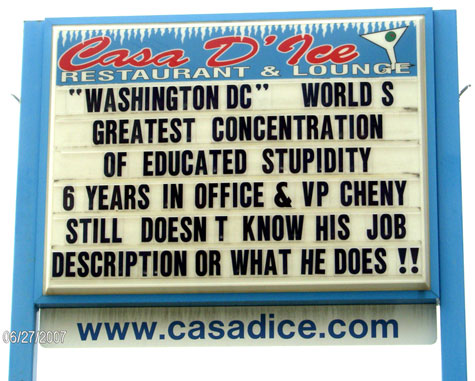 Casa D'Ice
RESTAURANT & LOUNGE
"WASHINGTON DC" WORLD S
GREATEST CONCENTRATION
OF EDUCATED STUPIDITY
6 YEARS IN OFFICE & VP CHENY
STILL DOESN T KNOW HIS JOB
DESCRIPTION OR WHAT HE DOES !!
www.casadice.com
06/27/2007